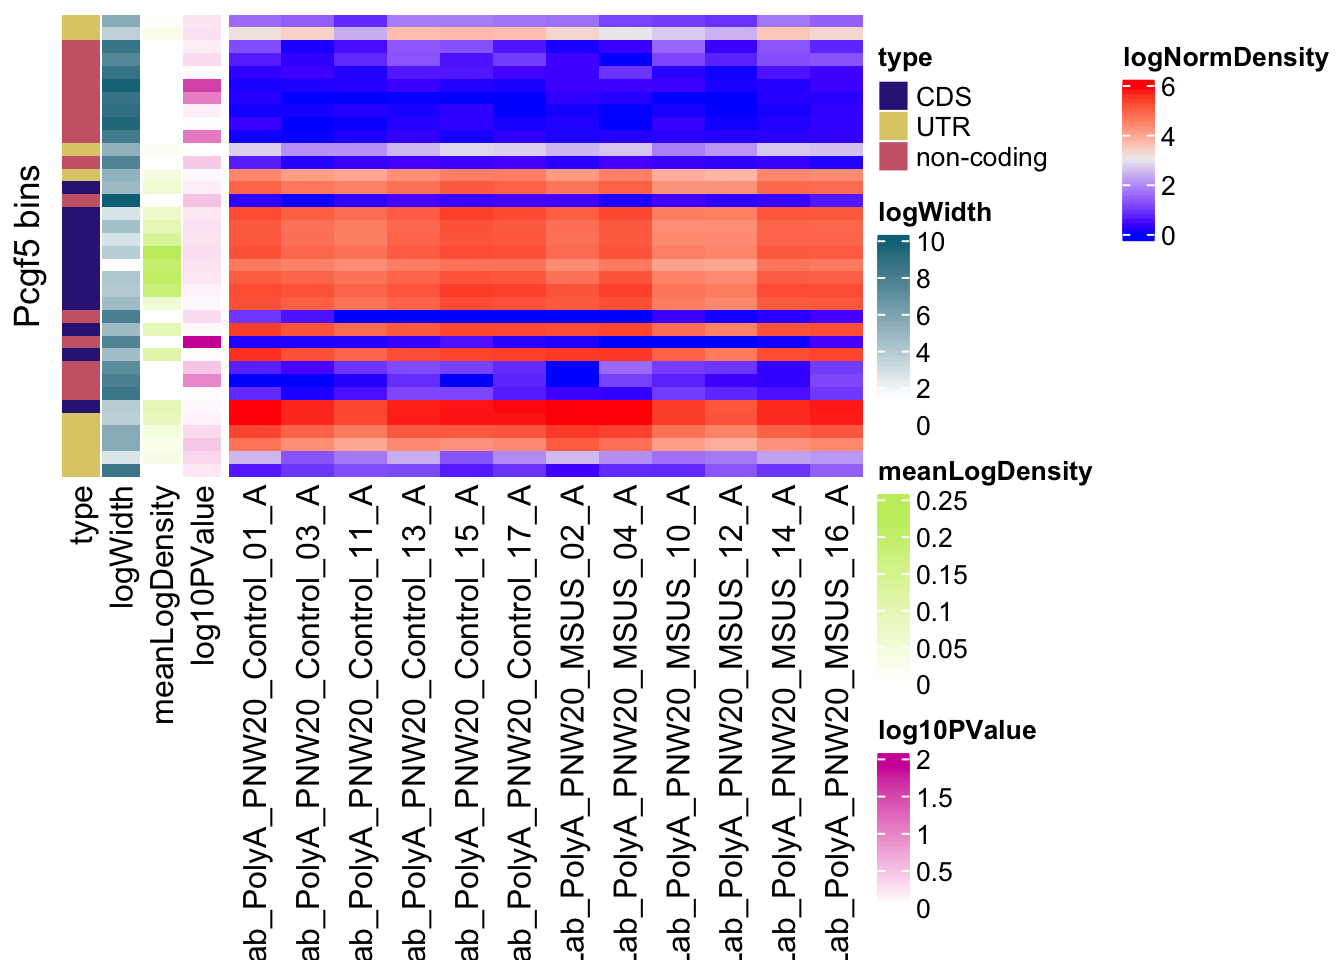 Pcgf5 bins
type
logWidth
meanLogDensity
log10PValue
ab_PolyA_PNW20_Control_01_A
ab_PolyA_PNW20_Control_03_A
ab_PolyA_PNW20_Control_11_A
ab_PolyA_PNW20_Control_13_A
ab_PolyA_PNW20_Control_15_A
ab_PolyA_PNW20_Control_17_A
ab_PolyA_PNW20_MSUS_02_A
ab_PolyA_PNW20_MSUS_04_A
ab_PolyA_PNW20_MSUS_10_A
ab_PolyA_PNW20_MSUS_12_A
ab_PolyA_PNW20_MSUS_14_A
ab_PolyA_PNW20_MSUS_16_A
type
CDS
UTR
non-coding
logWidth
10
8
6
4
2
0
meanLogDensity
0.25
0.2
0.15
0.1
0.05
0
log10PValue
2
1.5
1
0.5
0
logNormDensity
6
4
2
0